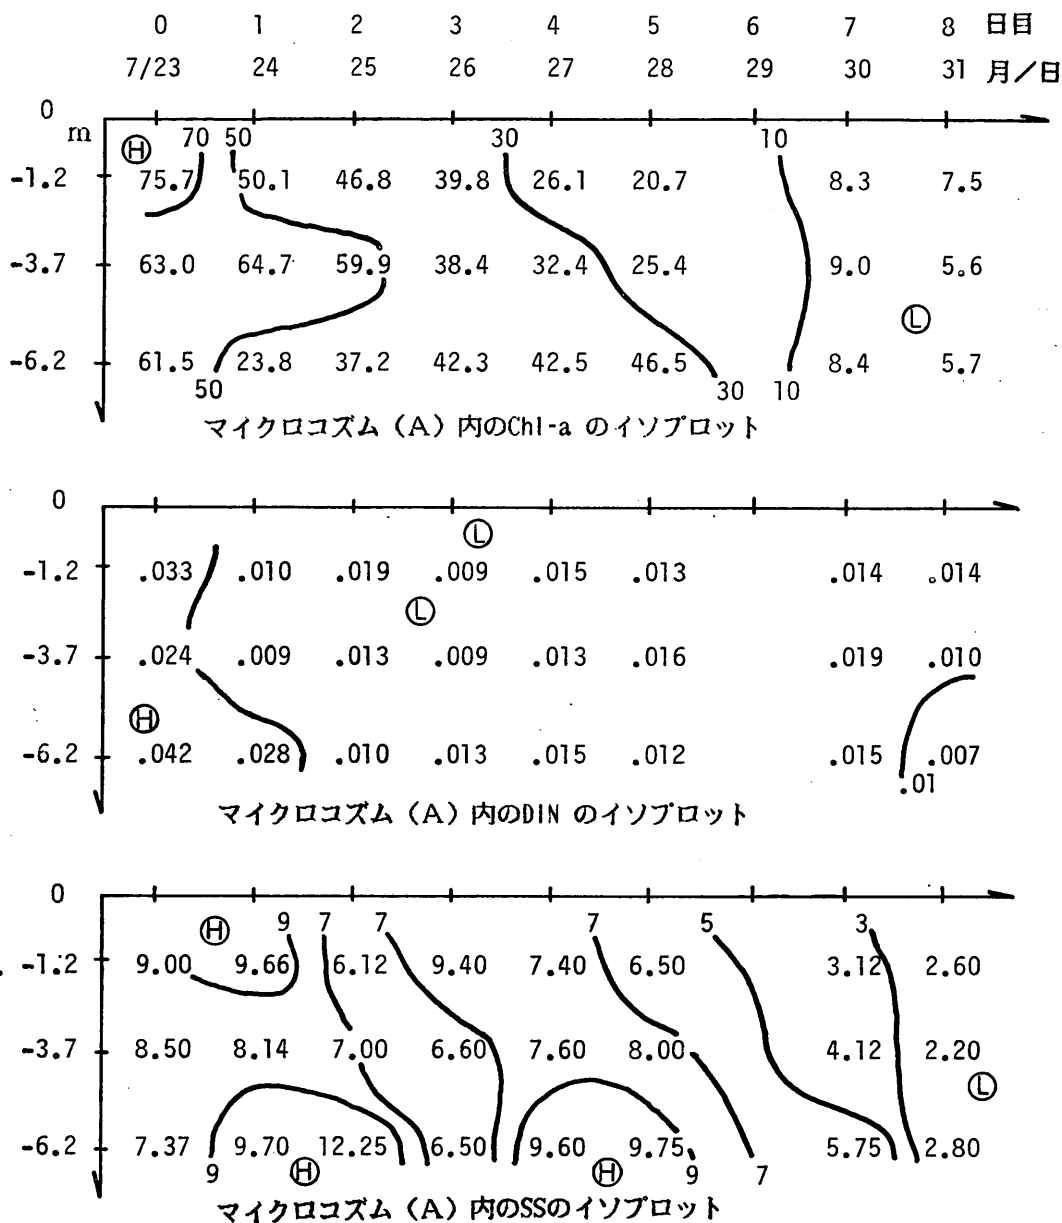 0 1 2 3 4 5 6 7 8 日目
7/23 24 25 26 27 28 29 30 31 月/日
0
m
Ⓗ 70 50 30 10
-1.2 75.7 50.1 46.8 39.8 26.1 20.7 8.3 7.5
-3.7 63.0 64.7 59.9 38.4 32.4 25.4 9.0 5.6
Ⓛ
-6.2 61.5 23.8 37.2 42.3 42.5 46.5 8.4 5.7
50 30 10
マイクロコズム(A)内のChl-a のイソプロット
0
Ⓛ
-1.2 .033 .010 .019 .009 .015 .013 .014 .014
Ⓛ
-3.7 .024 .009 .013 .009 .013 .016 .019 .010
Ⓗ
-6.2 .042 .028 .010 .013 .015 .012 .015 .007
.01
マイクロコズム(A)内のDIN のイソプロット
0
Ⓗ 9 7 7 7 5 3
-1.2 9.00 9.66 6.12 9.40 7.40 6.50 3.12 2.60
-3.7 8.50 8.14 7.00 6.60 7.60 8.00 4.12 2.20
Ⓛ
-6.2 7.37 9.70 12.25 6.50 9.60 9.75 5.75 2.80
9 Ⓗ Ⓗ 9 7
マイクロコズム(A)内のSSのイソプロット